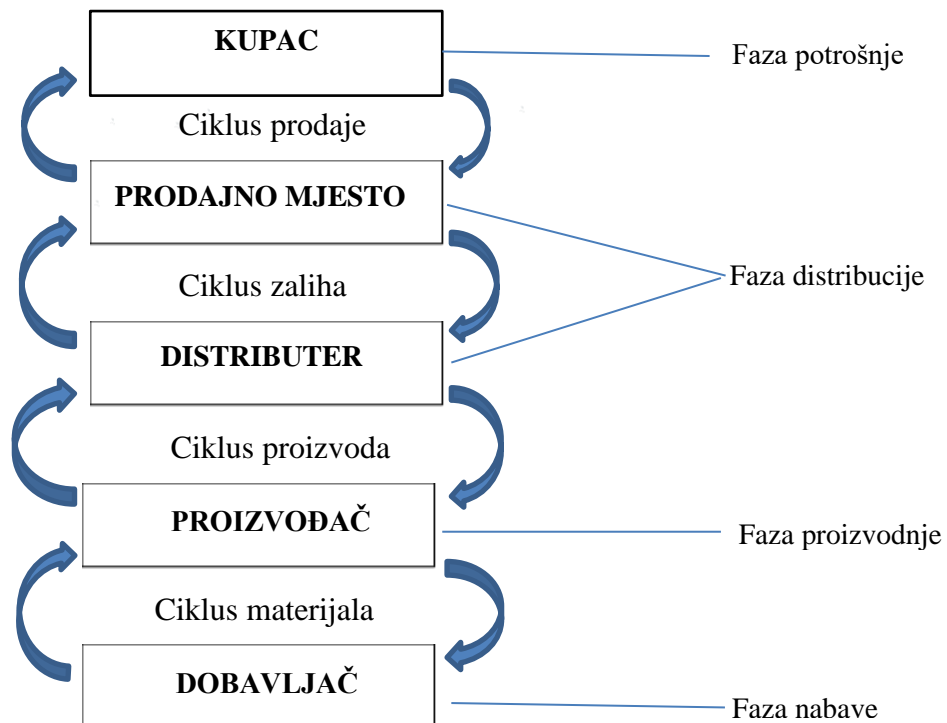 KUPAC
Faza potrošnje
Ciklus prodaje
PRODAJNO MJESTO
Ciklus zaliha
Faza distribucije
DISTRIBUTER
Ciklus proizvoda
PROIZVOĐAČ
Faza proizvodnje
Ciklus materijala
DOBAVLJAČ
Faza nabave